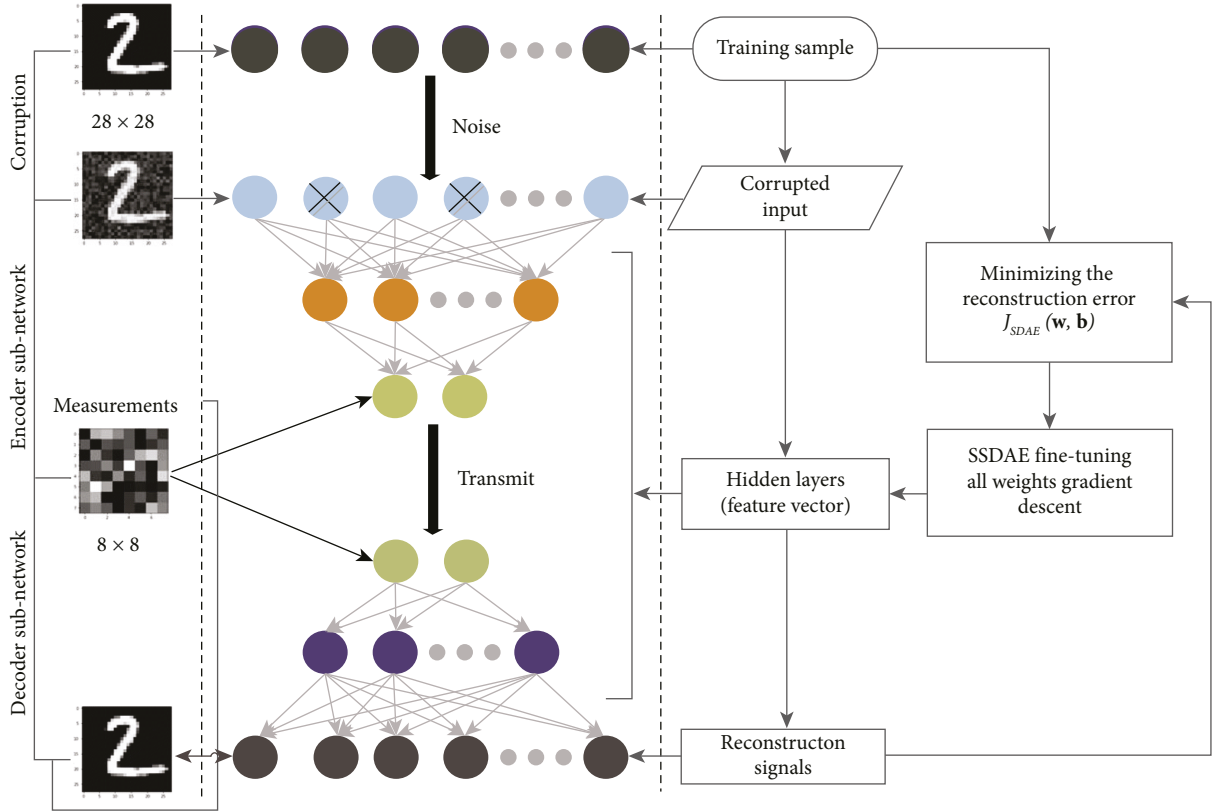 Corruption
28 × 28
Encoder sub-network
Measurements
8 × 8
Decoder sub-network
Noise
Transmit
Training sample
Corrupted
input
Minimizing the
reconstruction error
J_SDAE (w, b)
SSDAE fine-tuning
all weights gradient
descent
Hidden layers
(feature vector)
Reconstructon
signals